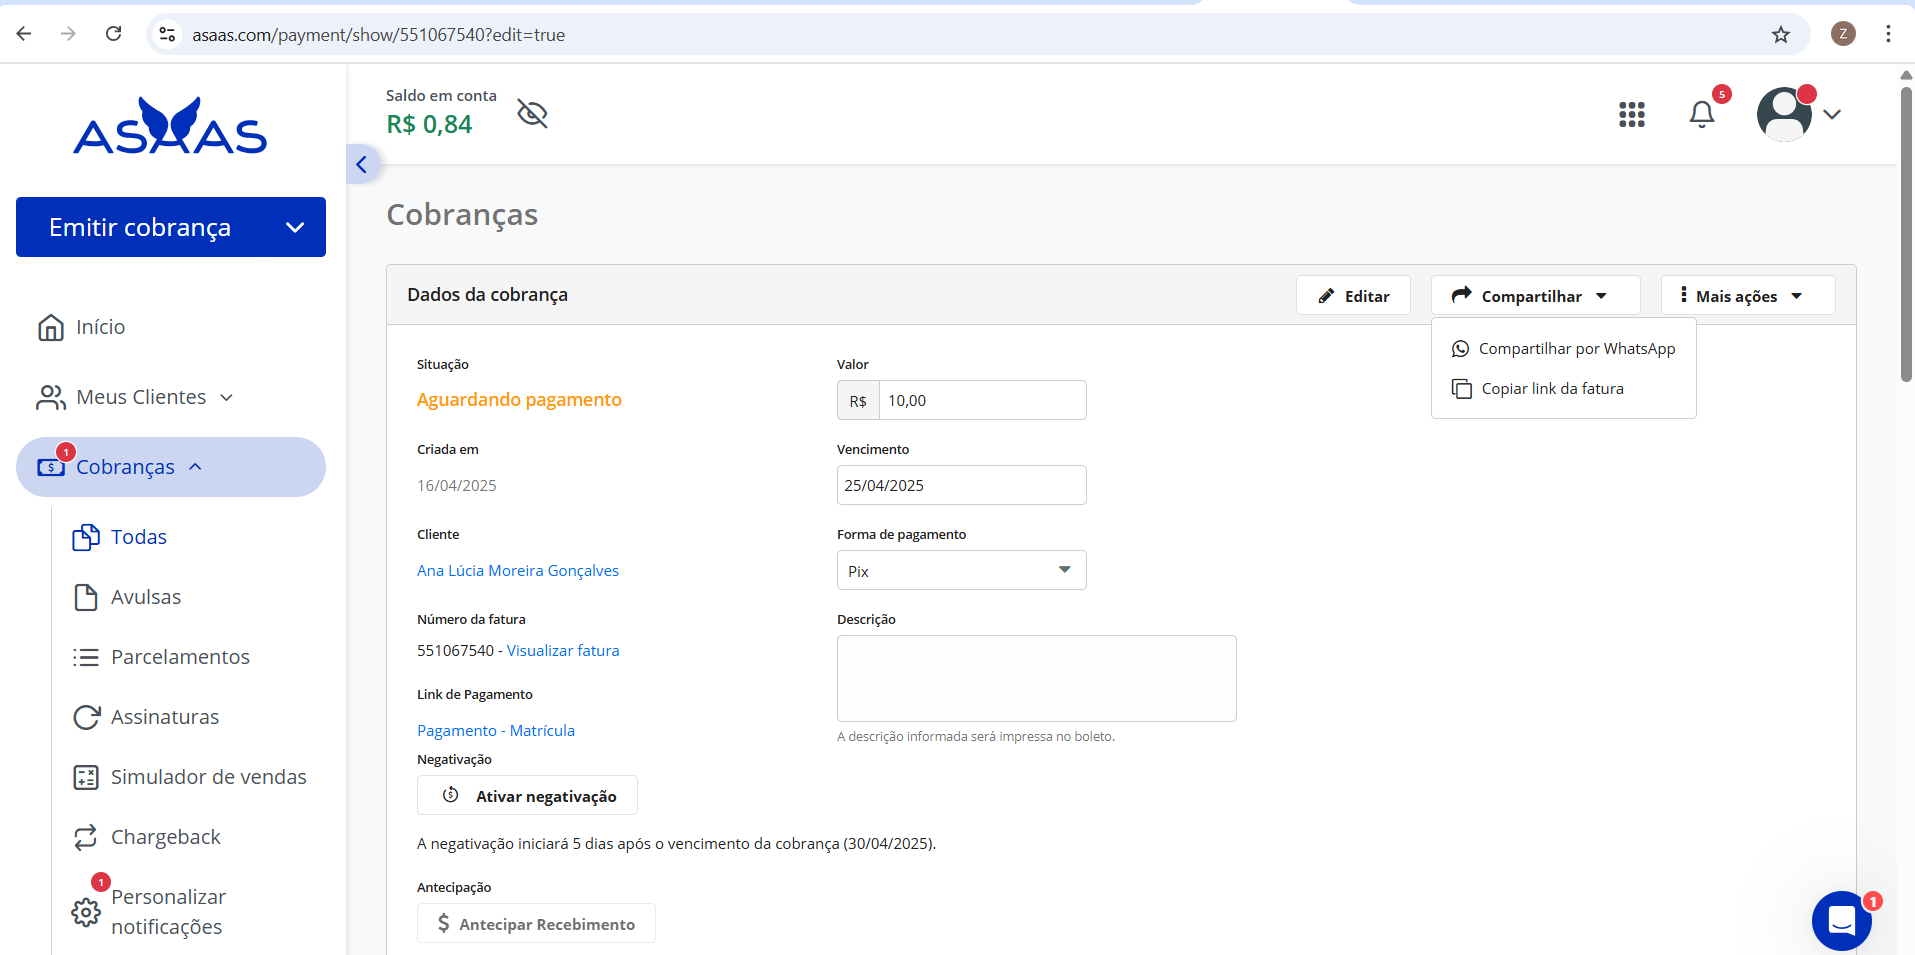 asaas.com/payment/show/551067540?edit=true
Z
ASAAS
Saldo em conta
R$ 0,84
5
Emitir cobrança
Início
Meus Clientes
1
Cobranças
Todas
Avulsas
Parcelamentos
Assinaturas
Simulador de vendas
Chargeback
1
Personalizar
notificações
Cobranças
Dados da cobrança
Editar
Compartilhar
Mais ações
Compartilhar por WhatsApp
Copiar link da fatura
Situação
Aguardando pagamento
Criada em
16/04/2025
Cliente
Ana Lúcia Moreira Gonçalves
Número da fatura
551067540 - Visualizar fatura
Link de Pagamento
Pagamento - Matrícula
Negativação
Ativar negativação
A negativação iniciará 5 dias após o vencimento da cobrança (30/04/2025).
Antecipação
$ Antecipar Recebimento
Valor
R$ 10,00
Vencimento
25/04/2025
Forma de pagamento
Pix
Descrição
A descrição informada será impressa no boleto.
1